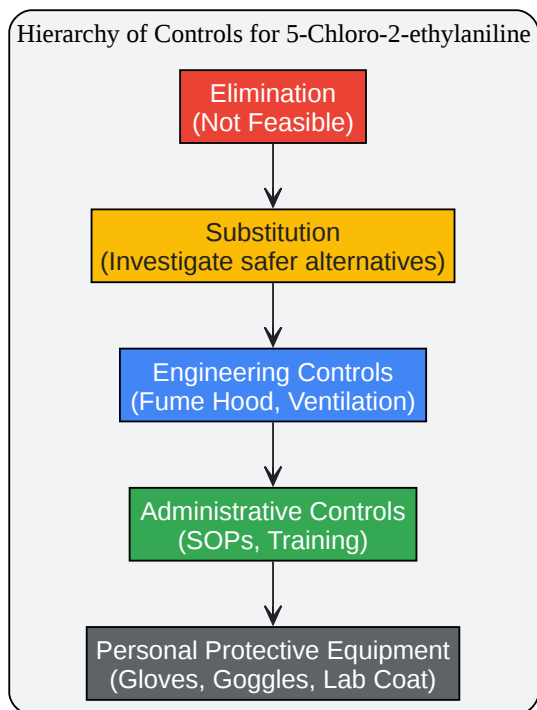 Hierarchy of Controls for 5-Chloro-2-ethylaniline
Elimination
(Not Feasible)
Substitution
(Investigate safer alternatives)
Engineering Controls
(Fume Hood, Ventilation)
Administrative Controls
(SOPs, Training)
Personal Protective Equipment
(Gloves, Goggles, Lab Coat)